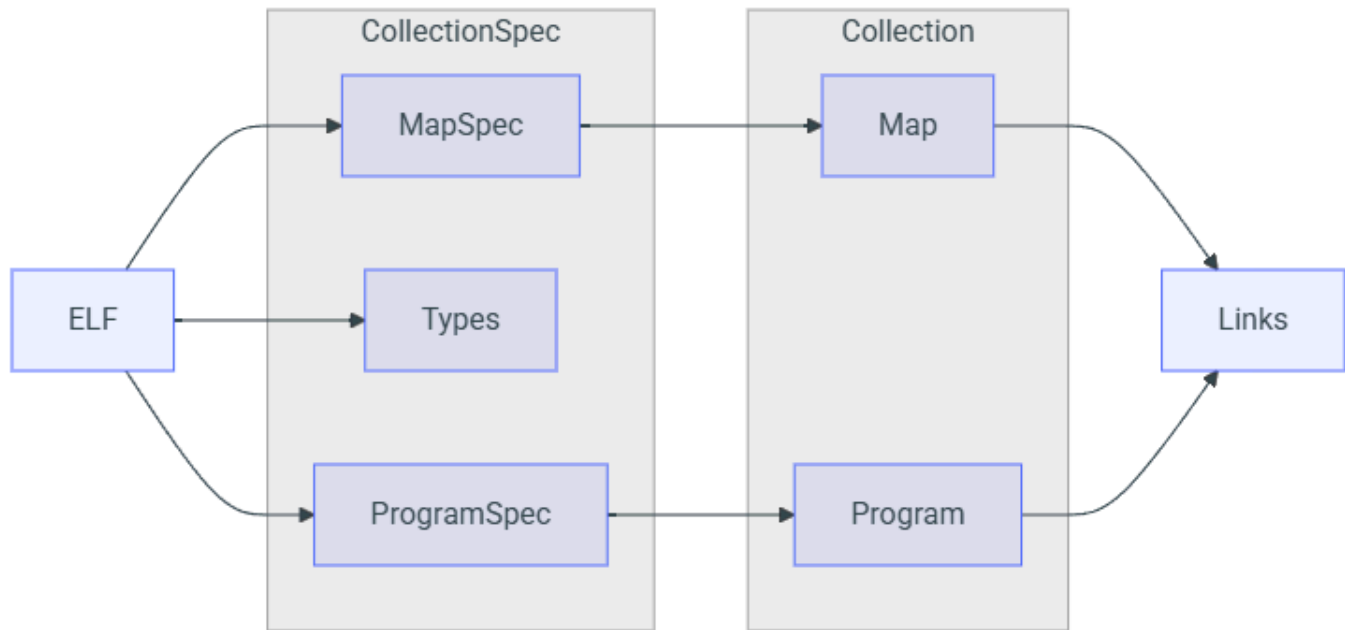 CollectionSpec
Collection
MapSpec
Map
ELF
Types
Links
ProgramSpec
Program